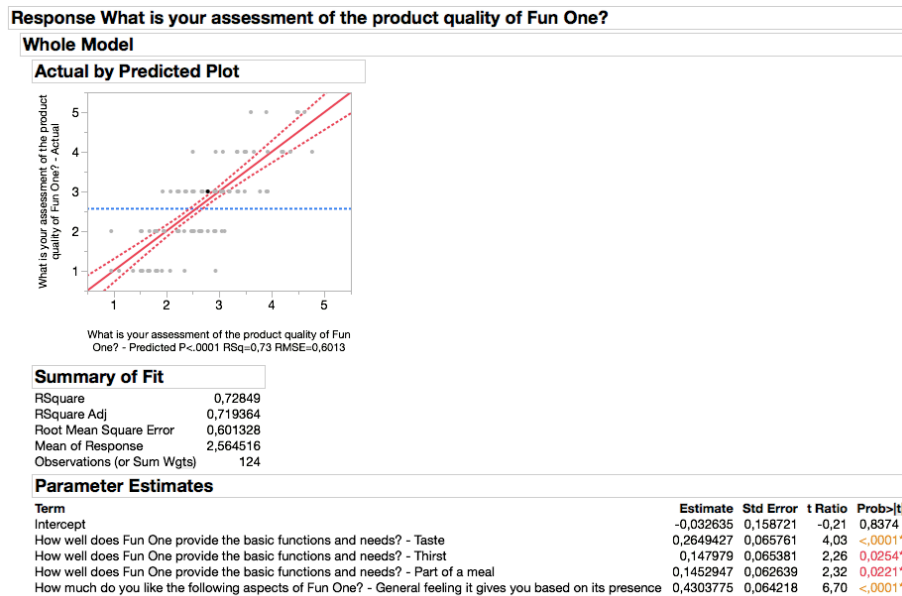 Response What is your assessment of the product quality of Fun One?
Whole Model
Actual by Predicted Plot
What is your assessment of the product
quality of Fun One? - Actual
5
4
3
2
1
1 2 3 4 5
What is your assessment of the product quality of Fun
One? - Predicted P<.0001 RSq=0,73 RMSE=0,6013
Summary of Fit
RSquare 0,72849
RSquare Adj 0,719364
Root Mean Square Error 0,601328
Mean of Response 2,564516
Observations (or Sum Wgts) 124
Parameter Estimates
Term Estimate Std Error t Ratio Prob>|t
Intercept -0,032635 0,158721 -0,21 0,8374
How well does Fun One provide the basic functions and needs? - Taste 0,2649427 0,065761 4,03 <,0001*
How well does Fun One provide the basic functions and needs? - Thirst 0,147979 0,065381 2,26 0,0254*
How well does Fun One provide the basic functions and needs? - Part of a meal 0,1452947 0,062639 2,32 0,0221*
How much do you like the following aspects of Fun One? - General feeling it gives you based on its presence 0,4303775 0,064218 6,70 <,0001*